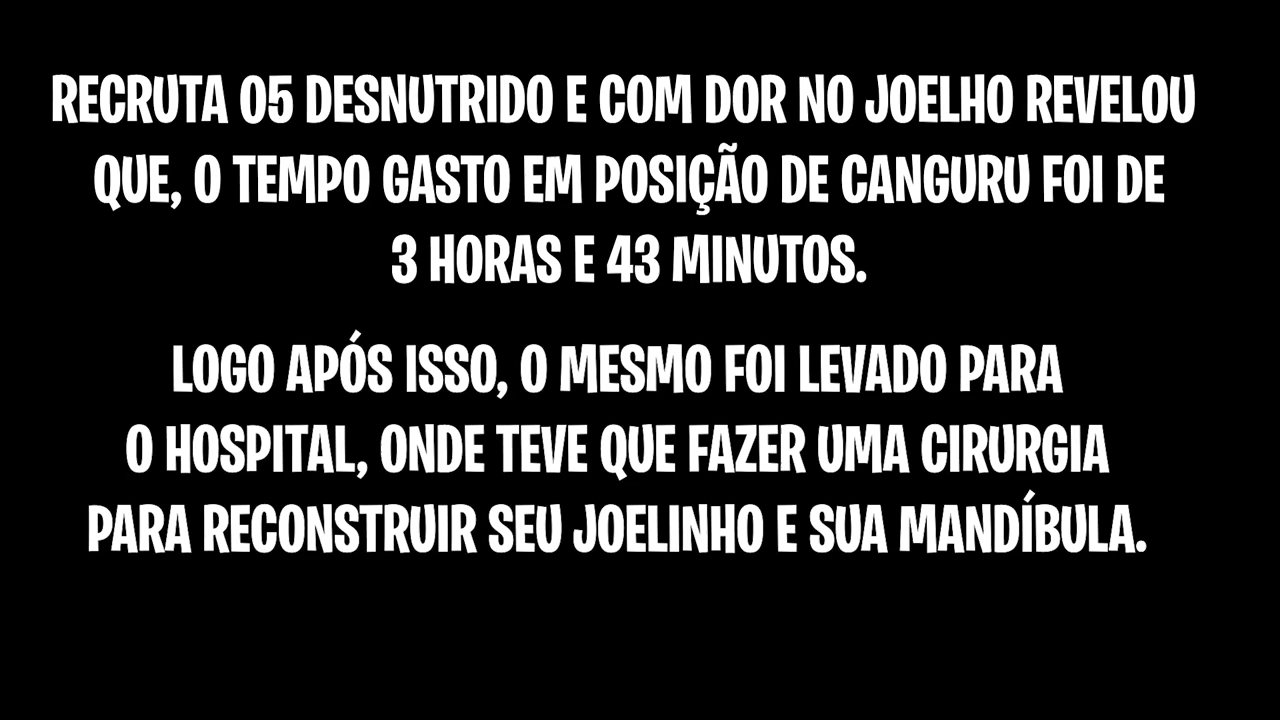 RECRUTA 05 DESNUTRIDO E COM DOR NO JOELHO REVELOU
QUE, O TEMPO GASTO EM POSIÇÃO DE CANGURU FOI DE
3 HORAS E 43 MINUTOS.
LOGO APÓS ISSO, O MESMO FOI LEVADO PARA
O HOSPITAL, ONDE TEVE QUE FAZER UMA CIRURGIA
PARA RECONSTRUIR SEU JOELINHO E SUA MANDÍBULA.